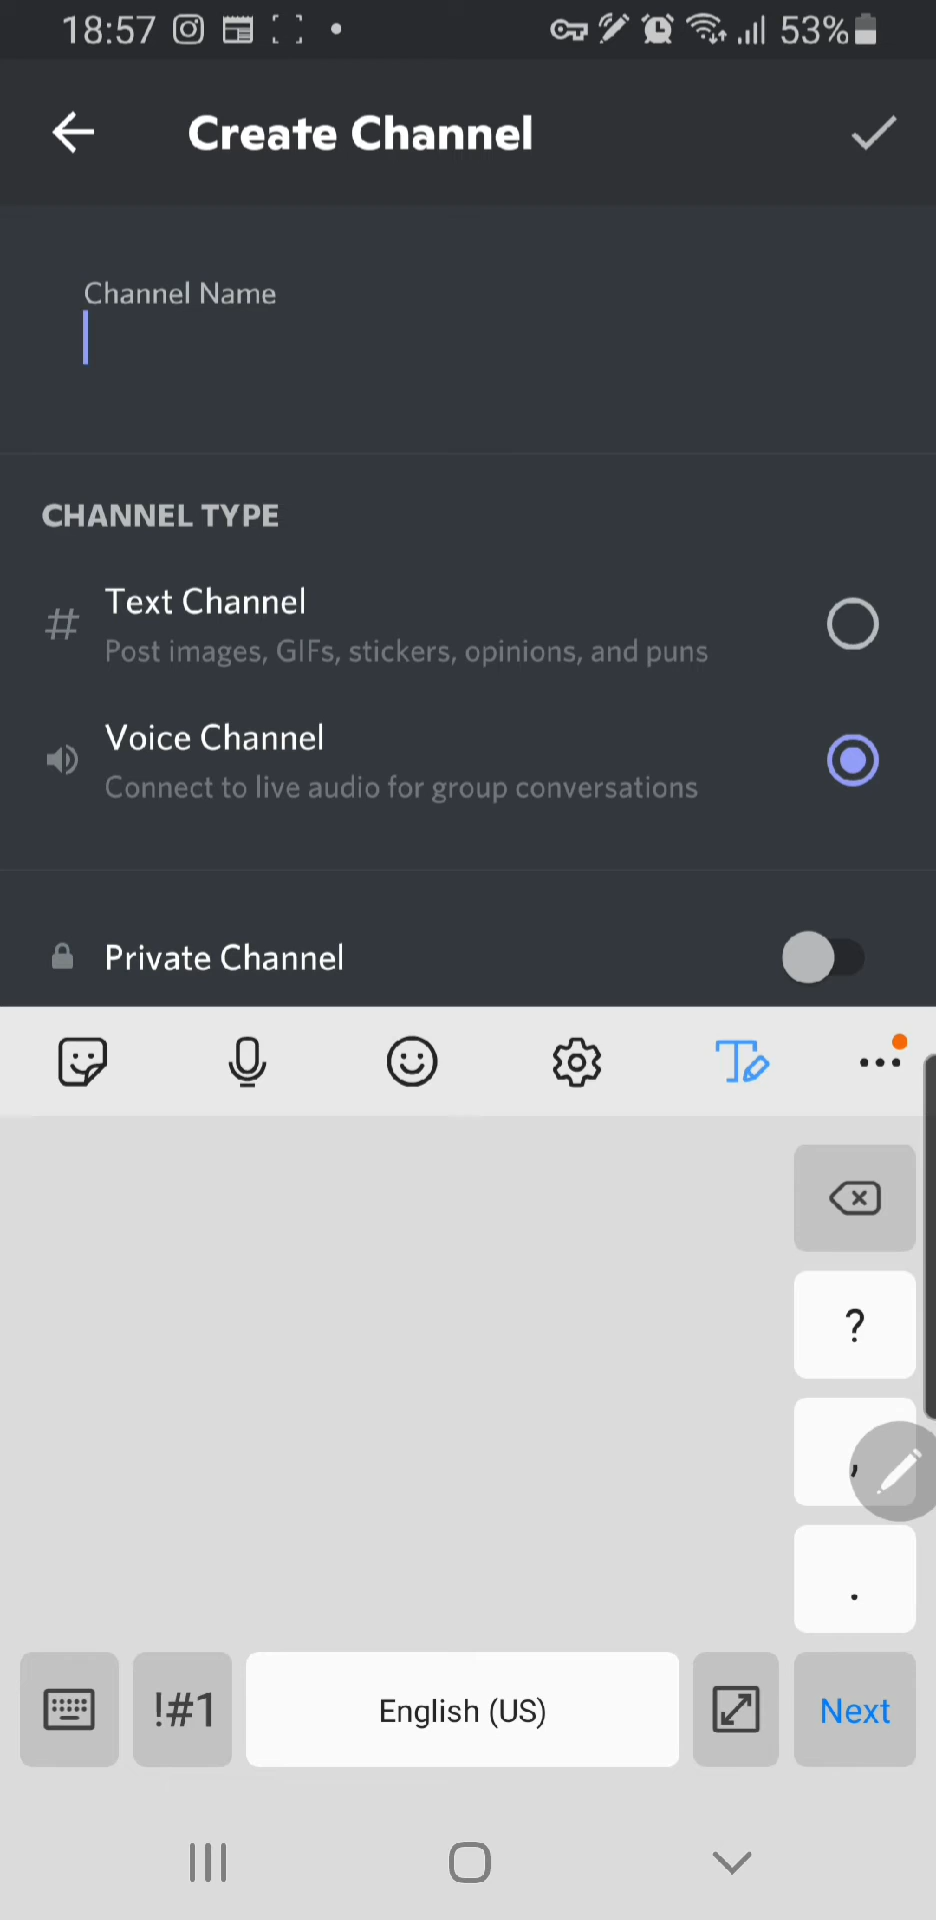 18:57 53%
Create Channel
Channel Name
CHANNEL TYPE
# Text Channel
Post images, GIFs, stickers, opinions, and puns
Voice Channel
Connect to live audio for group conversations
Private Channel
?
,
.
!#1 English (US) Next